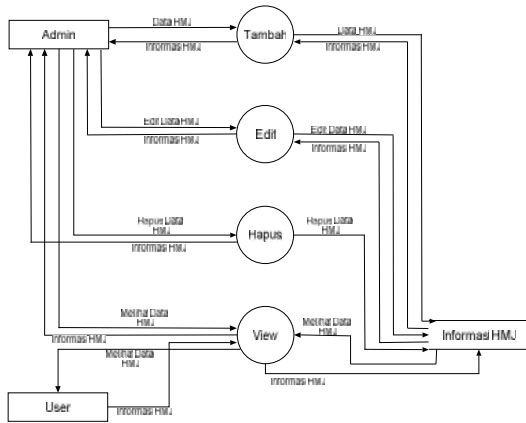 Data HMJ
Data HMJ
Admin
Tambah
Informasi HMJ
Informasi HMJ
Edit Data HMJ
Edit
Edit Data HMJ
Informasi HMJ
Informasi HMJ
Hapus Data
HMJ
Hapus
Hapus Data
HMJ
Informasi HMJ
Melihat Data
HMJ
Melihat Data
HMJ
View
Informasi HMJ
Informasi HMJ
Melihat Data
HMJ
Informasi HMJ
User
Informasi HMJ